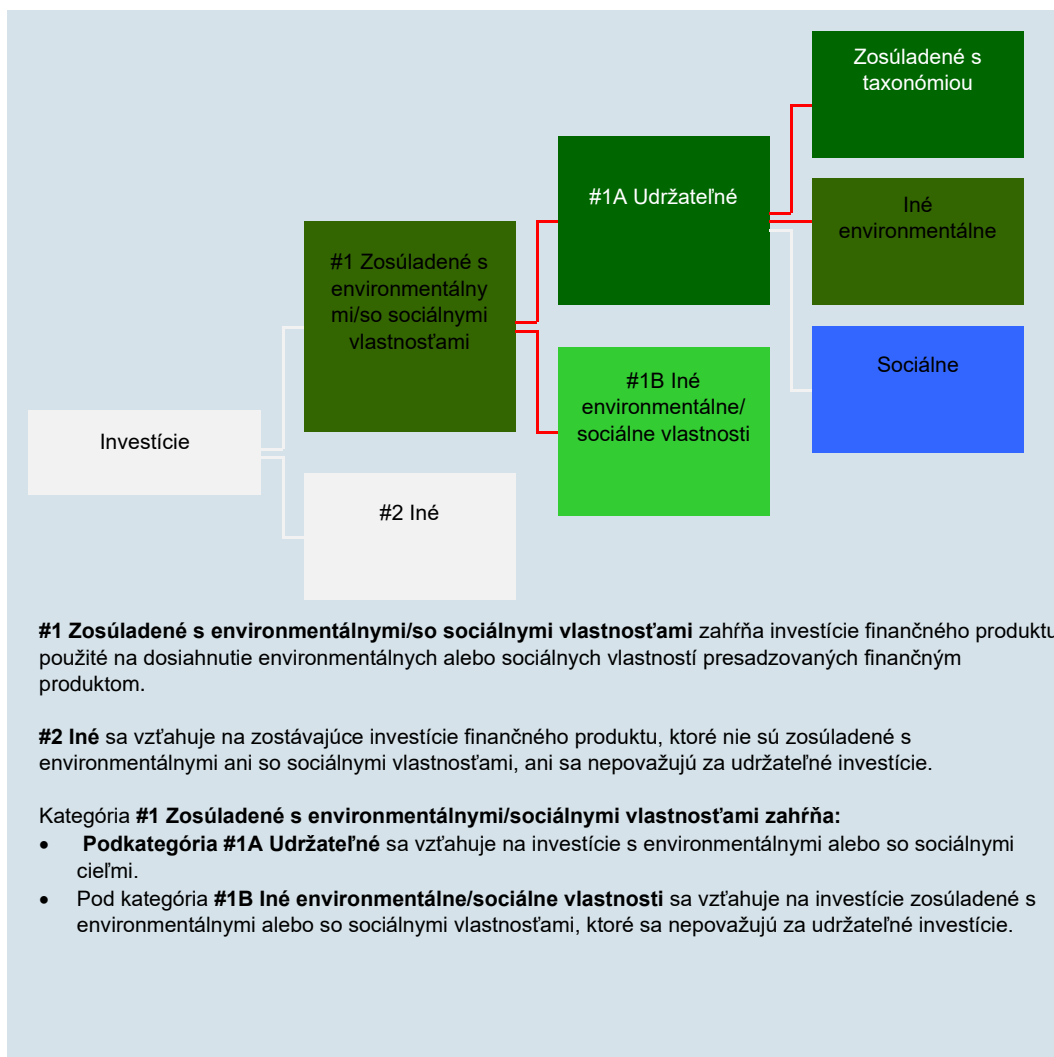 Zosúladené s
taxonómiou
#1A Udržateľné
Iné
environmentálne
#1 Zosúladené s
environmentálny
mi/so sociálnymi
vlastnosťami
Sociálne
#1B Iné
environmentálne/
sociálne vlastnosti
Investície
#2 Iné
#1 Zosúladené s environmentálnymi/so sociálnymi vlastnosťami zahŕňa investície finančného produktu
použité na dosiahnutie environmentálnych alebo sociálnych vlastností presadzovaných finančným
produktom.
#2 Iné sa vzťahuje na zostávajúce investície finančného produktu, ktoré nie sú zosúladené s
environmentálnymi ani so sociálnymi vlastnosťami, ani sa nepovažujú za udržateľné investície.
Kategória #1 Zosúladené s environmentálnymi/sociálnymi vlastnosťami zahŕňa:
• Podkategória #1A Udržateľné sa vzťahuje na investície s environmentálnymi alebo so sociálnymi
cieľmi.
• Pod kategória #1B Iné environmentálne/sociálne vlastnosti sa vzťahuje na investície zosúladené s
environmentálnymi alebo so sociálnymi vlastnosťami, ktoré sa nepovažujú za udržateľné investície.